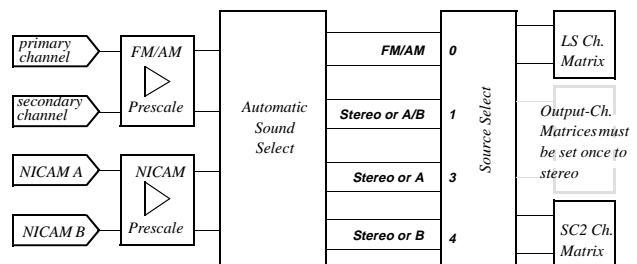 primary
channel
FM/AM
Prescale
secondary
channel
NICAM A
NICAM
Prescale
NICAM B
Automatic
Sound
Select
FM/AM
Stereo or A/B
Stereo or A
Stereo or B
0
1
3
4
Source Select
LS Ch.
Matrix
Output-Ch.
Matrices must
be set once to
stereo
SC2 Ch.
Matrix